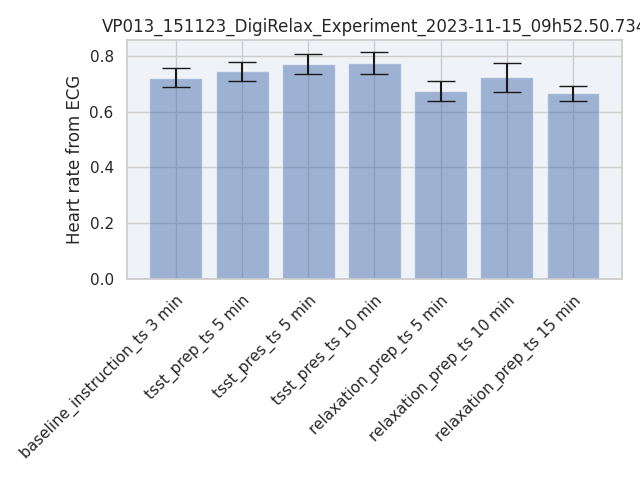 VP013_151123_DigiRelax_Experiment_2023-11-15_09h52.50.734
Heart rate from ECG
0.8
0.6
0.4
0.2
0.0
baseline_instruction_ts 3 min
tsst_prep_ts 5 min
tsst_pres_ts 5 min
tsst_pres_ts 10 min
relaxation_prep_ts 5 min
relaxation_prep_ts 10 min
relaxation_prep_ts 15 min